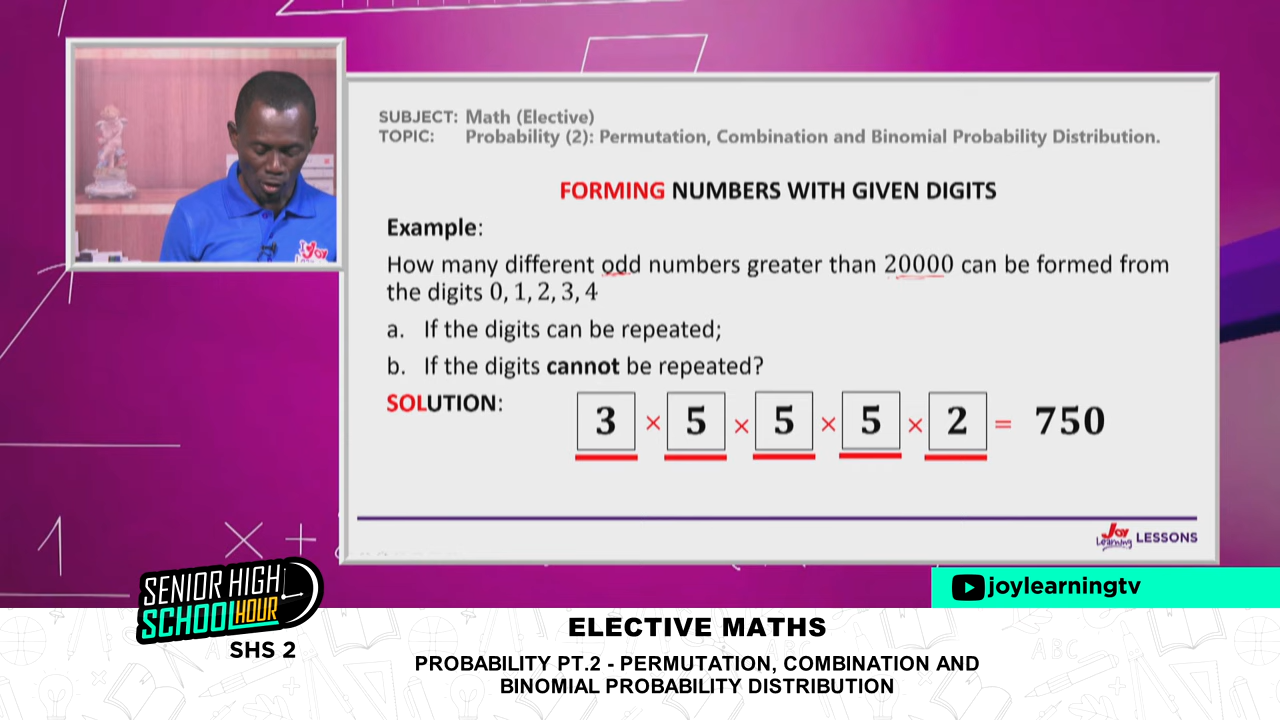 SUBJECT: Math (Elective)
TOPIC: Probability (2): Permutation, Combination and Binomial Probability Distribution.
FORMING NUMBERS WITH GIVEN DIGITS
Example:
How many different odd numbers greater than 20000 can be formed from
the digits 0, 1, 2, 3, 4
a. If the digits can be repeated;
b. If the digits cannot be repeated?
SOLUTION:
3 × 5 × 5 × 5 × 2 = 750
Joy Learning LESSONS
joylearningtv
SENIOR HIGH
SCHOOL HOUR
SHS 2
ELECTIVE MATHS
PROBABILITY PT.2 - PERMUTATION, COMBINATION AND
BINOMIAL PROBABILITY DISTRIBUTION